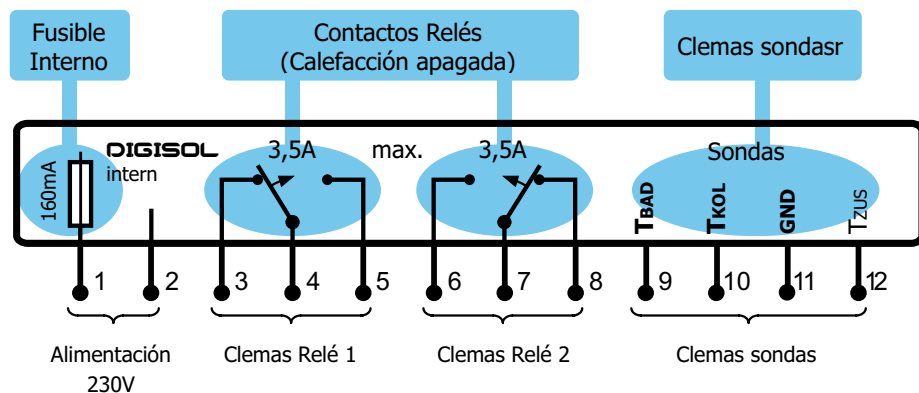 Fusible
Interno
Contactos Relés
(Calefacción apagada)
Clemas sondasr
160mA
DIGISOL
intern
3,5A
max.
3,5A
Sondas
TBAD
TKOL
GND
TZUS
1
2
3
4
5
6
7
8
9
10
11
12
Alimentación
230V
Clemas Relé 1
Clemas Relé 2
Clemas sondas